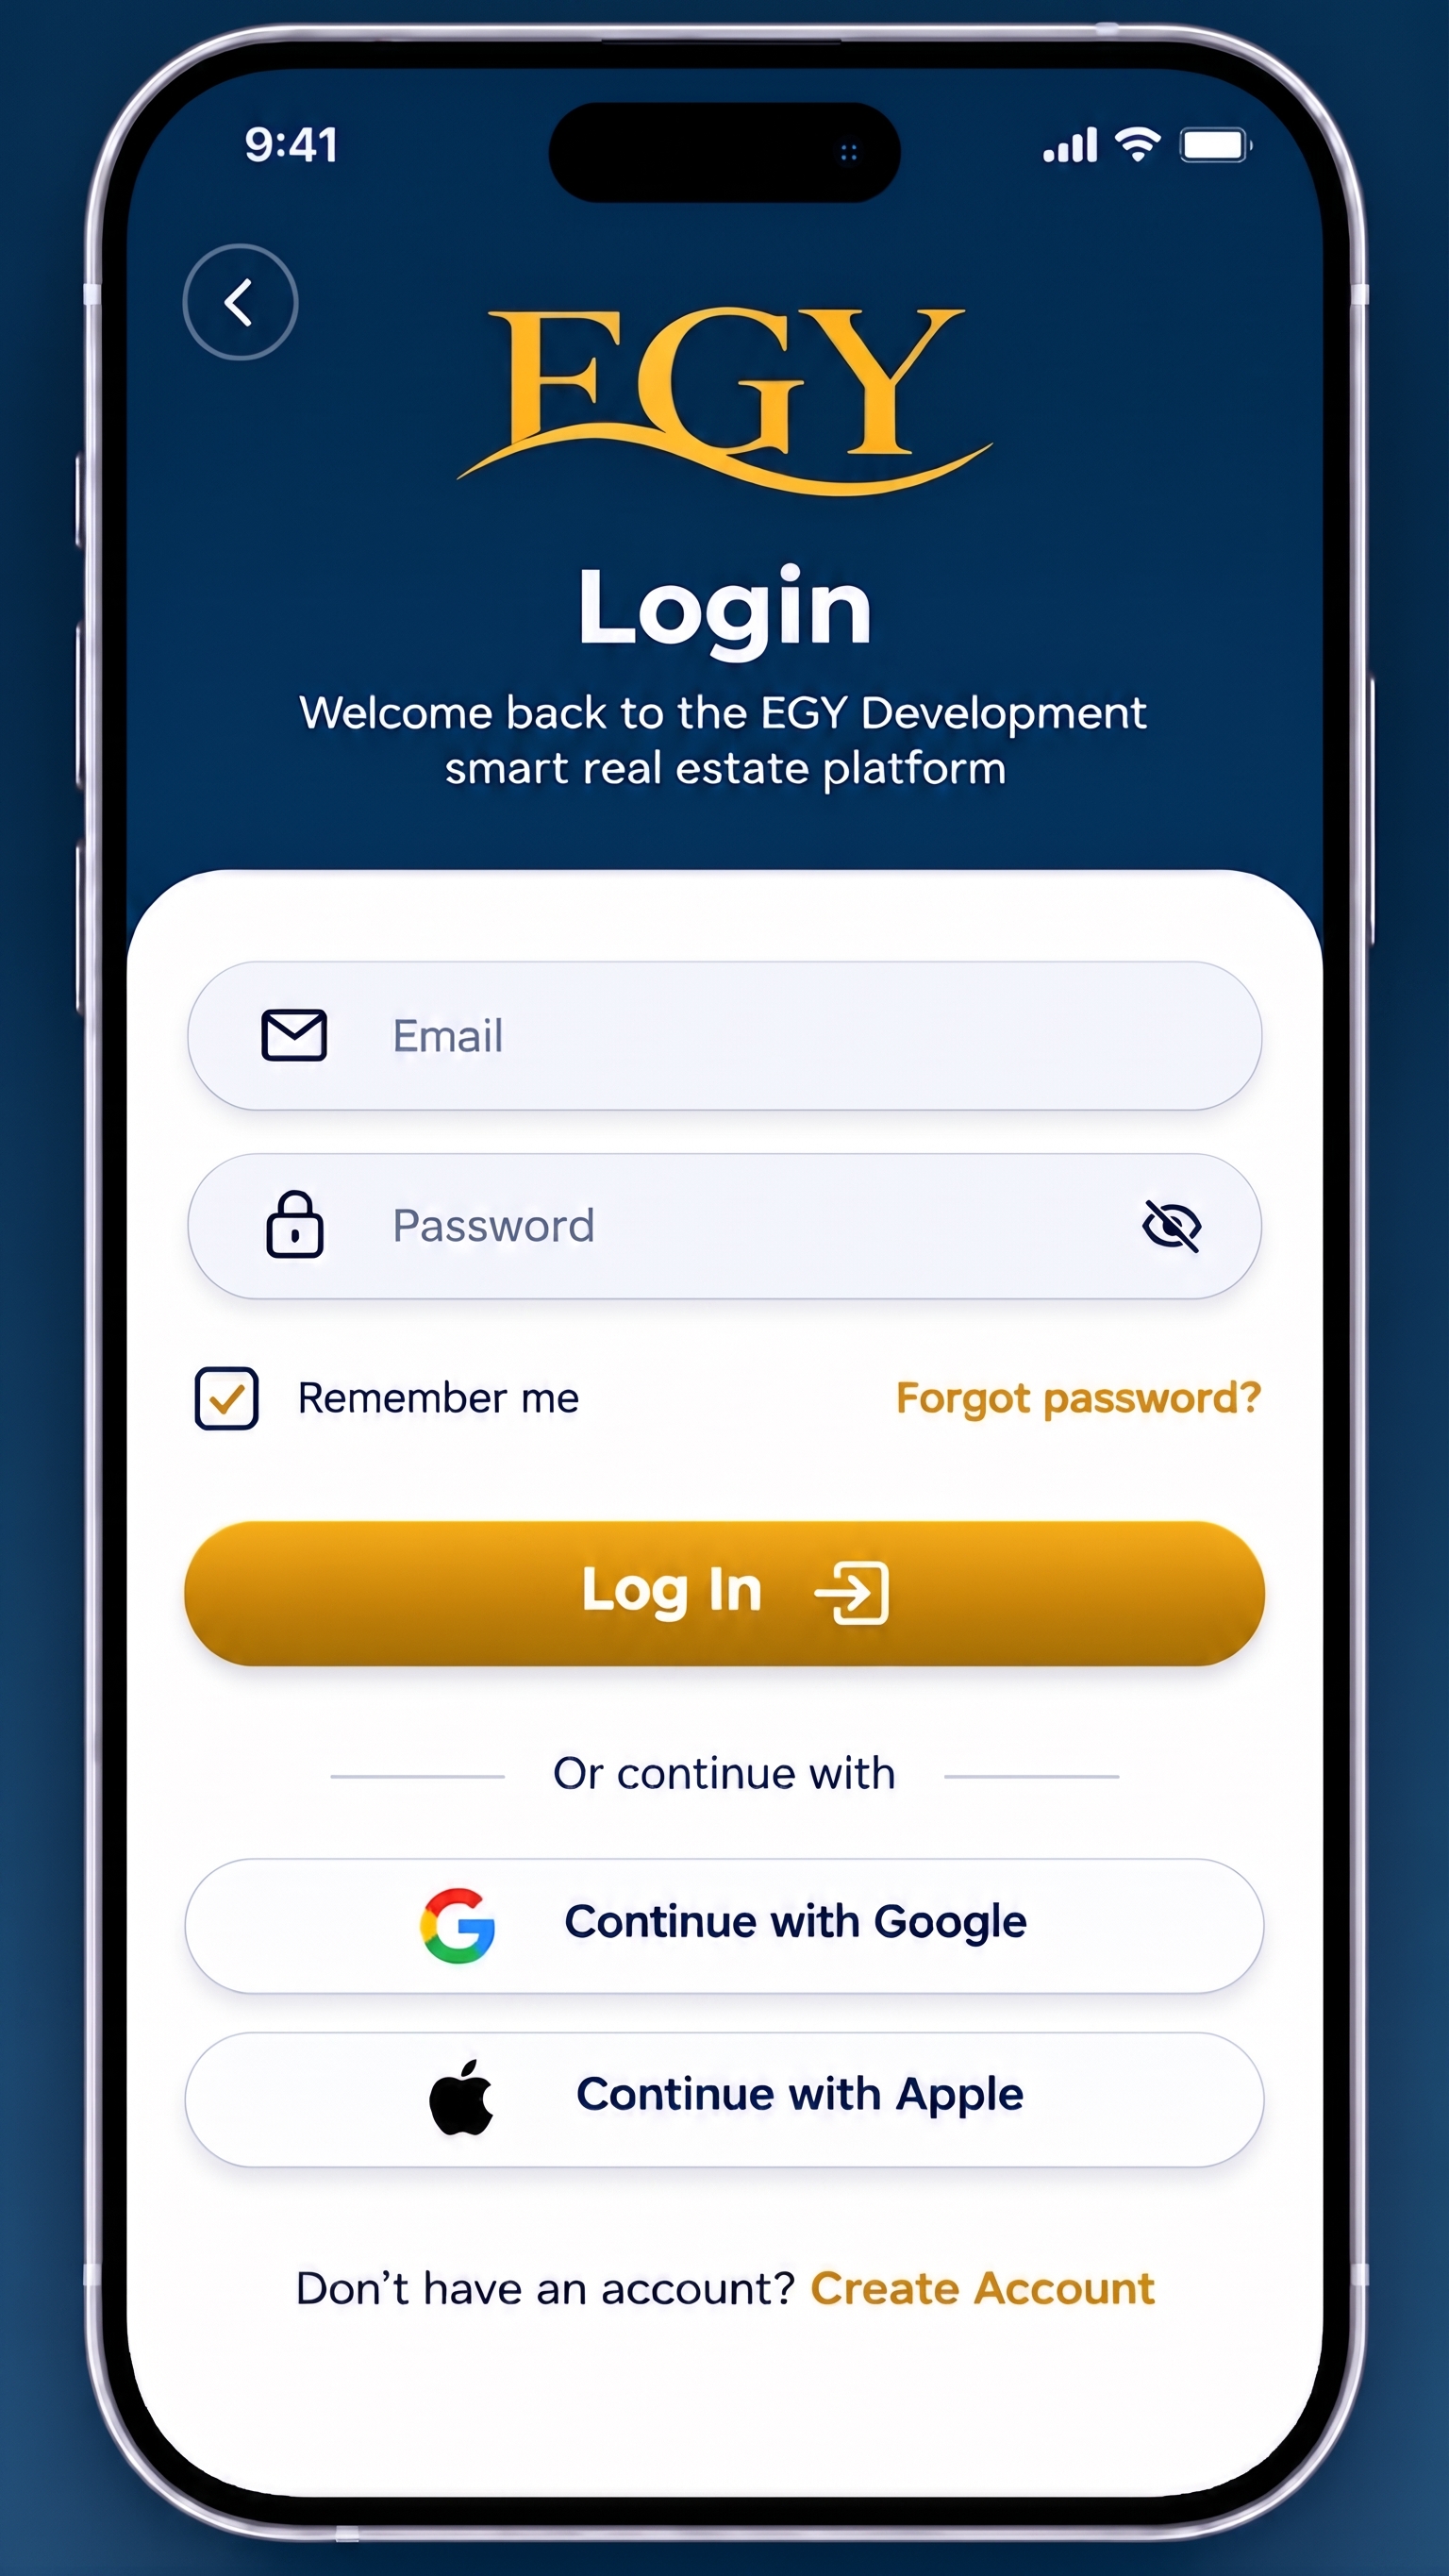 9:41
EGY
Login
Welcome back to the EGY Development
smart real estate platform
Email
Password
Remember me
Forgot password?
Log In
Or continue with
Continue with Google
Continue with Apple
Don’t have an account? Create Account